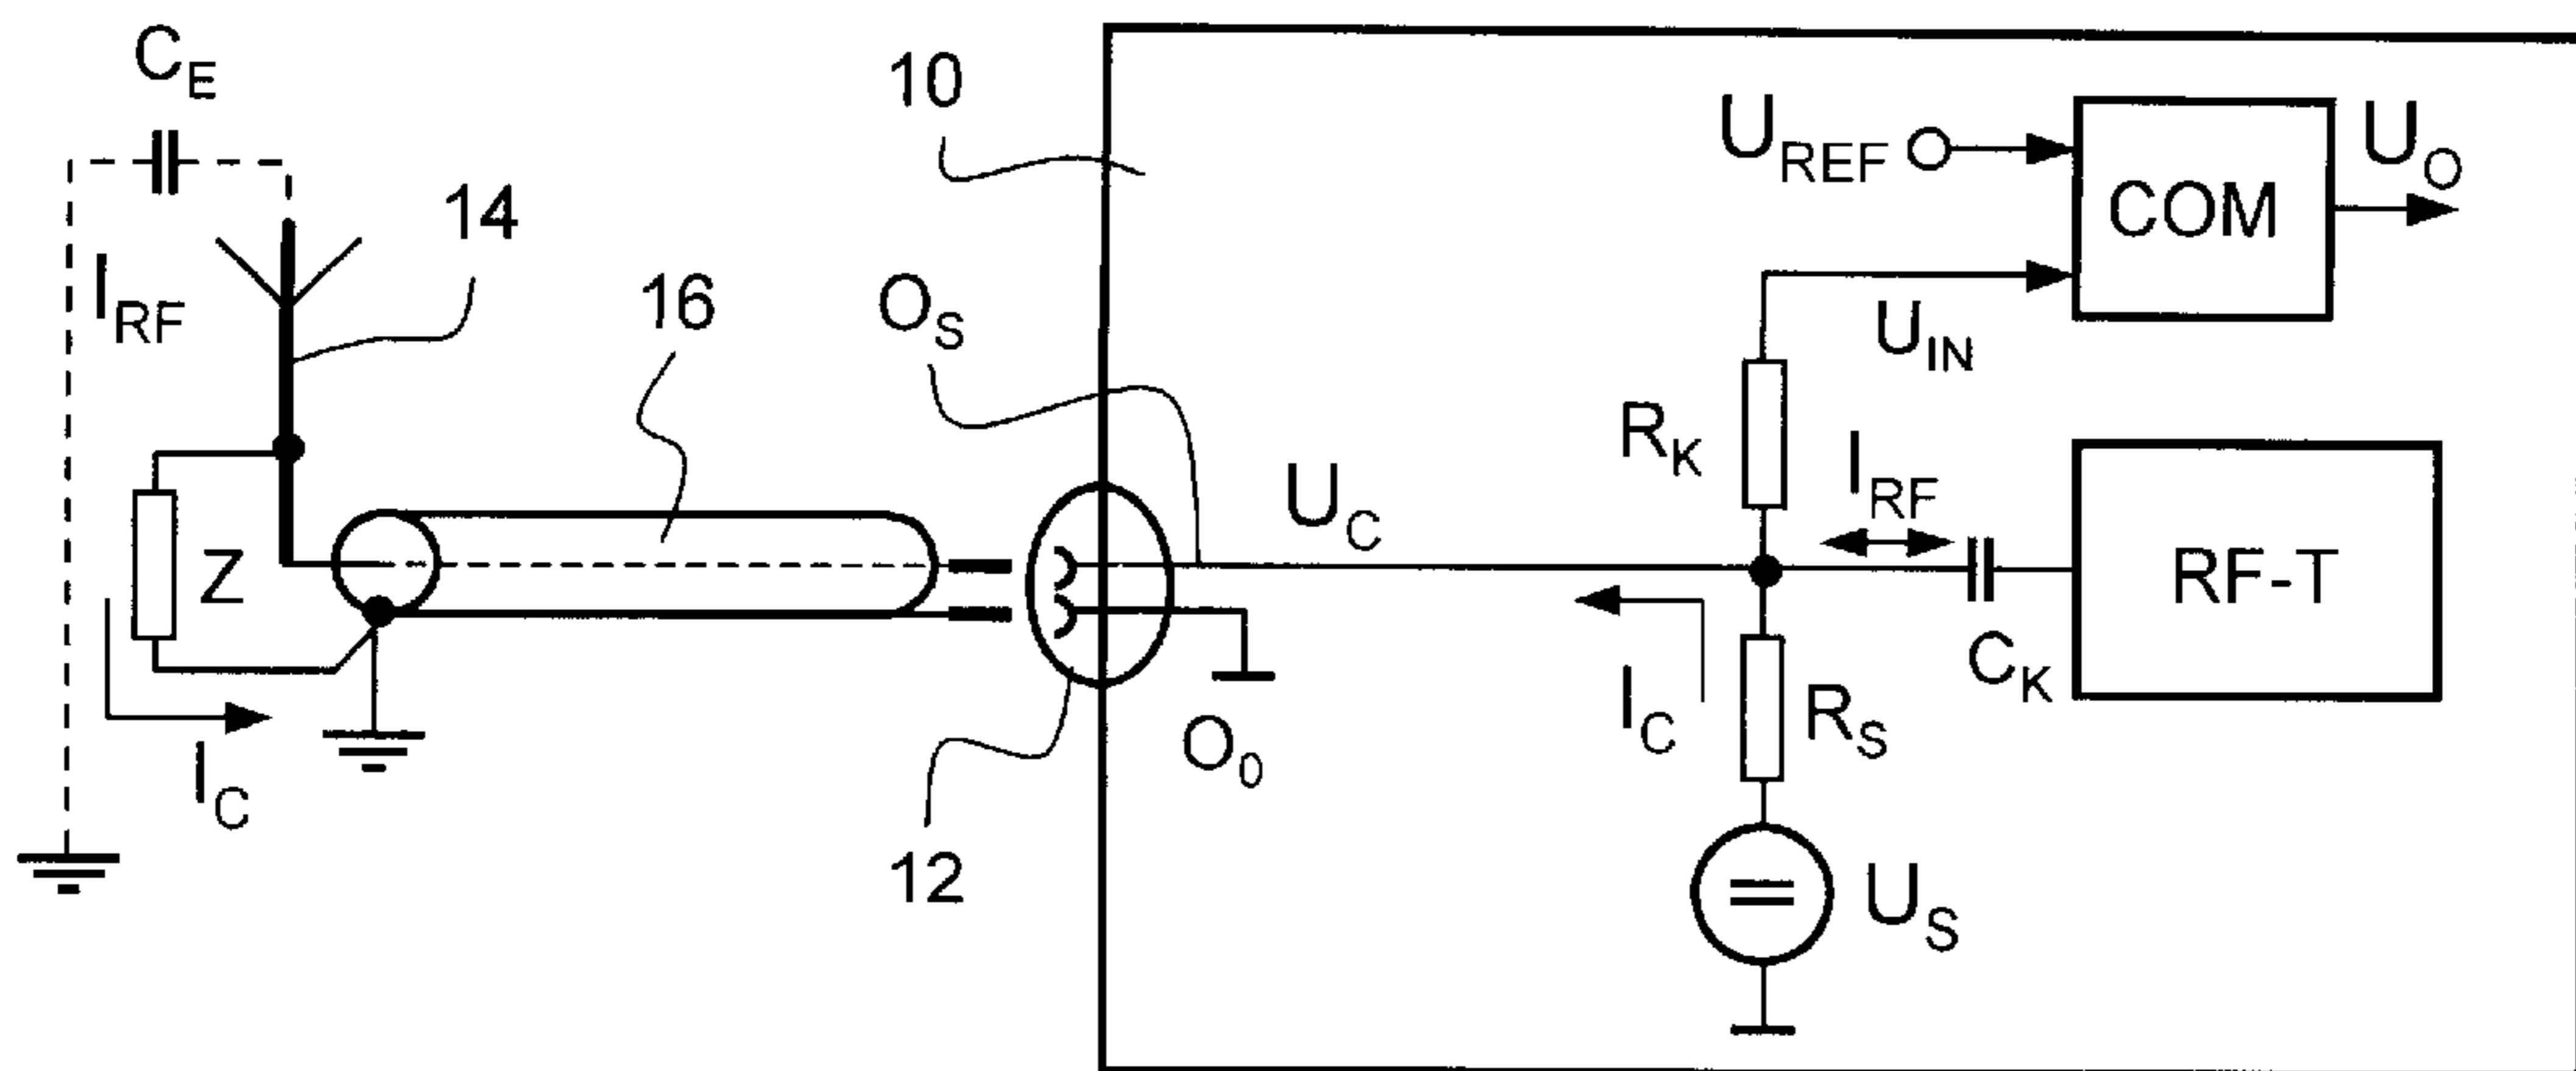 C_E
10
U_REF
COM
U_O
14
I_RF
16
O_S
U_IN
R_K
I_RF
U_C
Z
RF-T
C_K
I_C
R_S
O_0
I_C
12
U_S